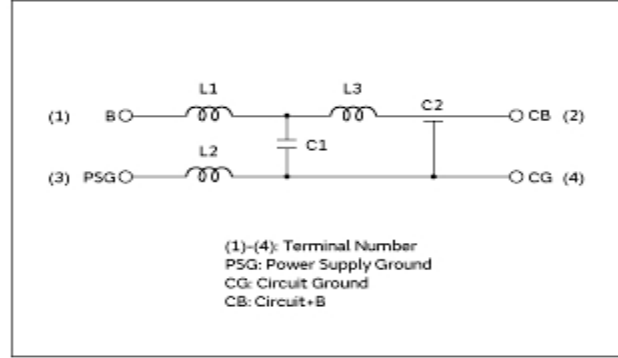 L1 L3
(1) B C2 CB (2)
C1
L2
(3) PSG CG (4)
(1)-(4): Terminal Number
PSG: Power Supply Ground
CG: Circuit Ground
CB: Circuit+B